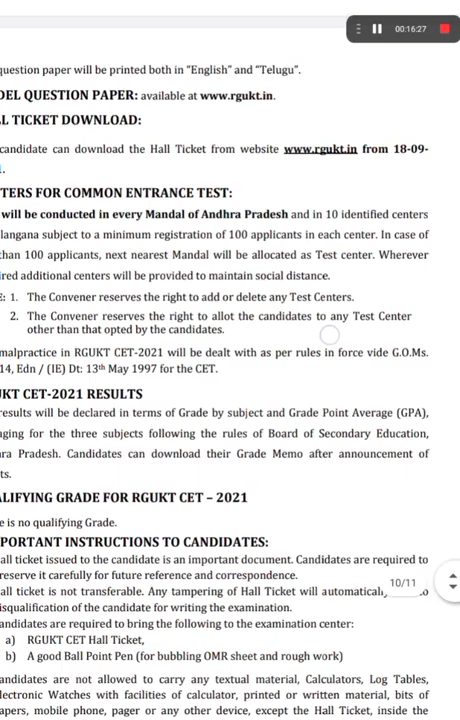 00:16:27
question paper will be printed both in "English" and "Telugu".
DEL QUESTION PAPER: available at www.rgukt.in.
L TICKET DOWNLOAD:
candidate can download the Hall Ticket from website www.rgukt.in from 18-09-
TERS FOR COMMON ENTRANCE TEST:
will be conducted in every Mandal of Andhra Pradesh and in 10 identified centers
langana subject to a minimum registration of 100 applicants in each center. In case of
than 100 applicants, next nearest Mandal will be allocated as Test center. Wherever
ired additional centers will be provided to maintain social distance.
E: 1. The Convener reserves the right to add or delete any Test Centers.
2. The Convener reserves the right to allot the candidates to any Test Center
other than that opted by the candidates.
malpractice in RGUKT CET-2021 will be dealt with as per rules in force vide G.O.Ms.
14, Edn / (IE) Dt: 13th May 1997 for the CET.
KT CET-2021 RESULTS
results will be declared in terms of Grade by subject and Grade Point Average (GPA),
aging for the three subjects following the rules of Board of Secondary Education,
ra Pradesh. Candidates can download their Grade Memo after announcement of
ts.
ALIFYING GRADE FOR RGUKT CET – 2021
e is no qualifying Grade.
PORTANT INSTRUCTIONS TO CANDIDATES:
all ticket issued to the candidate is an important document. Candidates are required to
reserve it carefully for future reference and correspondence.
10/11
all ticket is not transferable. Any tampering of Hall Ticket will automatically
isqualification of the candidate for writing the examination.
andidates are required to bring the following to the examination center:
a) RGUKT CET Hall Ticket,
b) A good Ball Point Pen (for bubbling OMR sheet and rough work)
andidates are not allowed to carry any textual material, Calculators, Log Tables,
lectronic Watches with facilities of calculator, printed or written material, bits of
apers, mobile phone, pager or any other device, except the Hall Ticket, inside the